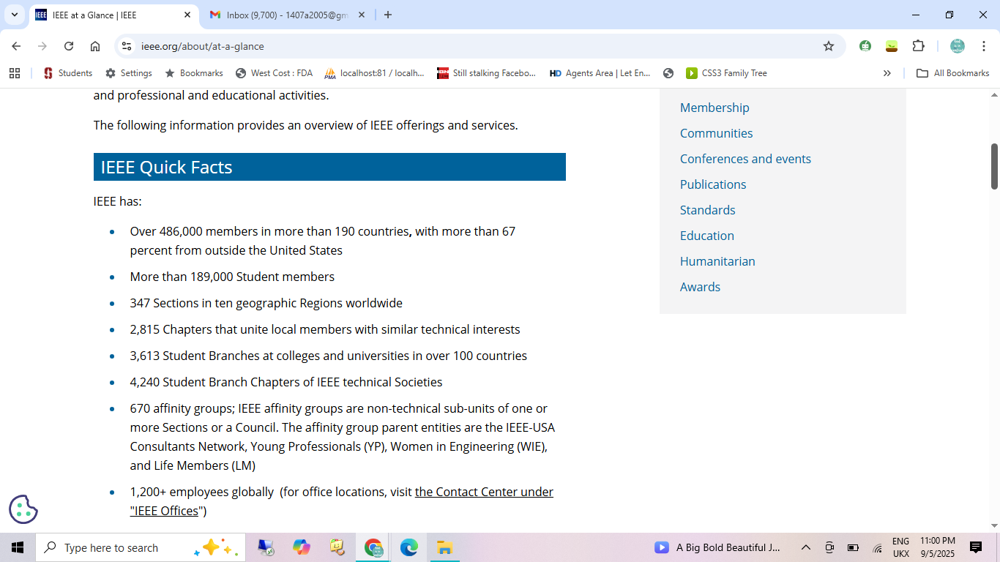 IEEE at a Glance | IEEE
Inbox (9,700) - 1407a2005@gm
ieee.org/about/at-a-glance
Students
Settings
Bookmarks
West Cost : FDA
localhost:81 / localh...
Still stalking Facebo...
Agents Area | Let En...
CSS3 Family Tree
All Bookmarks
and professional and educational activities.
The following information provides an overview of IEEE offerings and services.
IEEE Quick Facts
IEEE has:
Over 486,000 members in more than 190 countries, with more than 67
percent from outside the United States
More than 189,000 Student members
347 Sections in ten geographic Regions worldwide
2,815 Chapters that unite local members with similar technical interests
3,613 Student Branches at colleges and universities in over 100 countries
4,240 Student Branch Chapters of IEEE technical Societies
670 affinity groups; IEEE affinity groups are non-technical sub-units of one or
more Sections or a Council. The affinity group parent entities are the IEEE-USA
Consultants Network, Young Professionals (YP), Women in Engineering (WIE),
and Life Members (LM)
1,200+ employees globally  (for office locations, visit the Contact Center under
"IEEE Offices")
Membership
Communities
Conferences and events
Publications
Standards
Education
Humanitarian
Awards
Type here to search
A Big Bold Beautiful J...
ENG
UKX
11:00 PM
9/5/2025